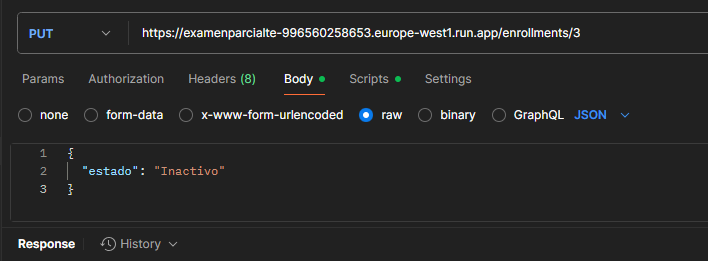 PUT https://examenparcialte-996560258653.europe-west1.run.app/enrollments/3
Params Authorization Headers (8) Body Scripts Settings
none form-data x-www-form-urlencoded raw binary GraphQL JSON
1 {
2 "estado": "Inactivo"
3 }
Response History